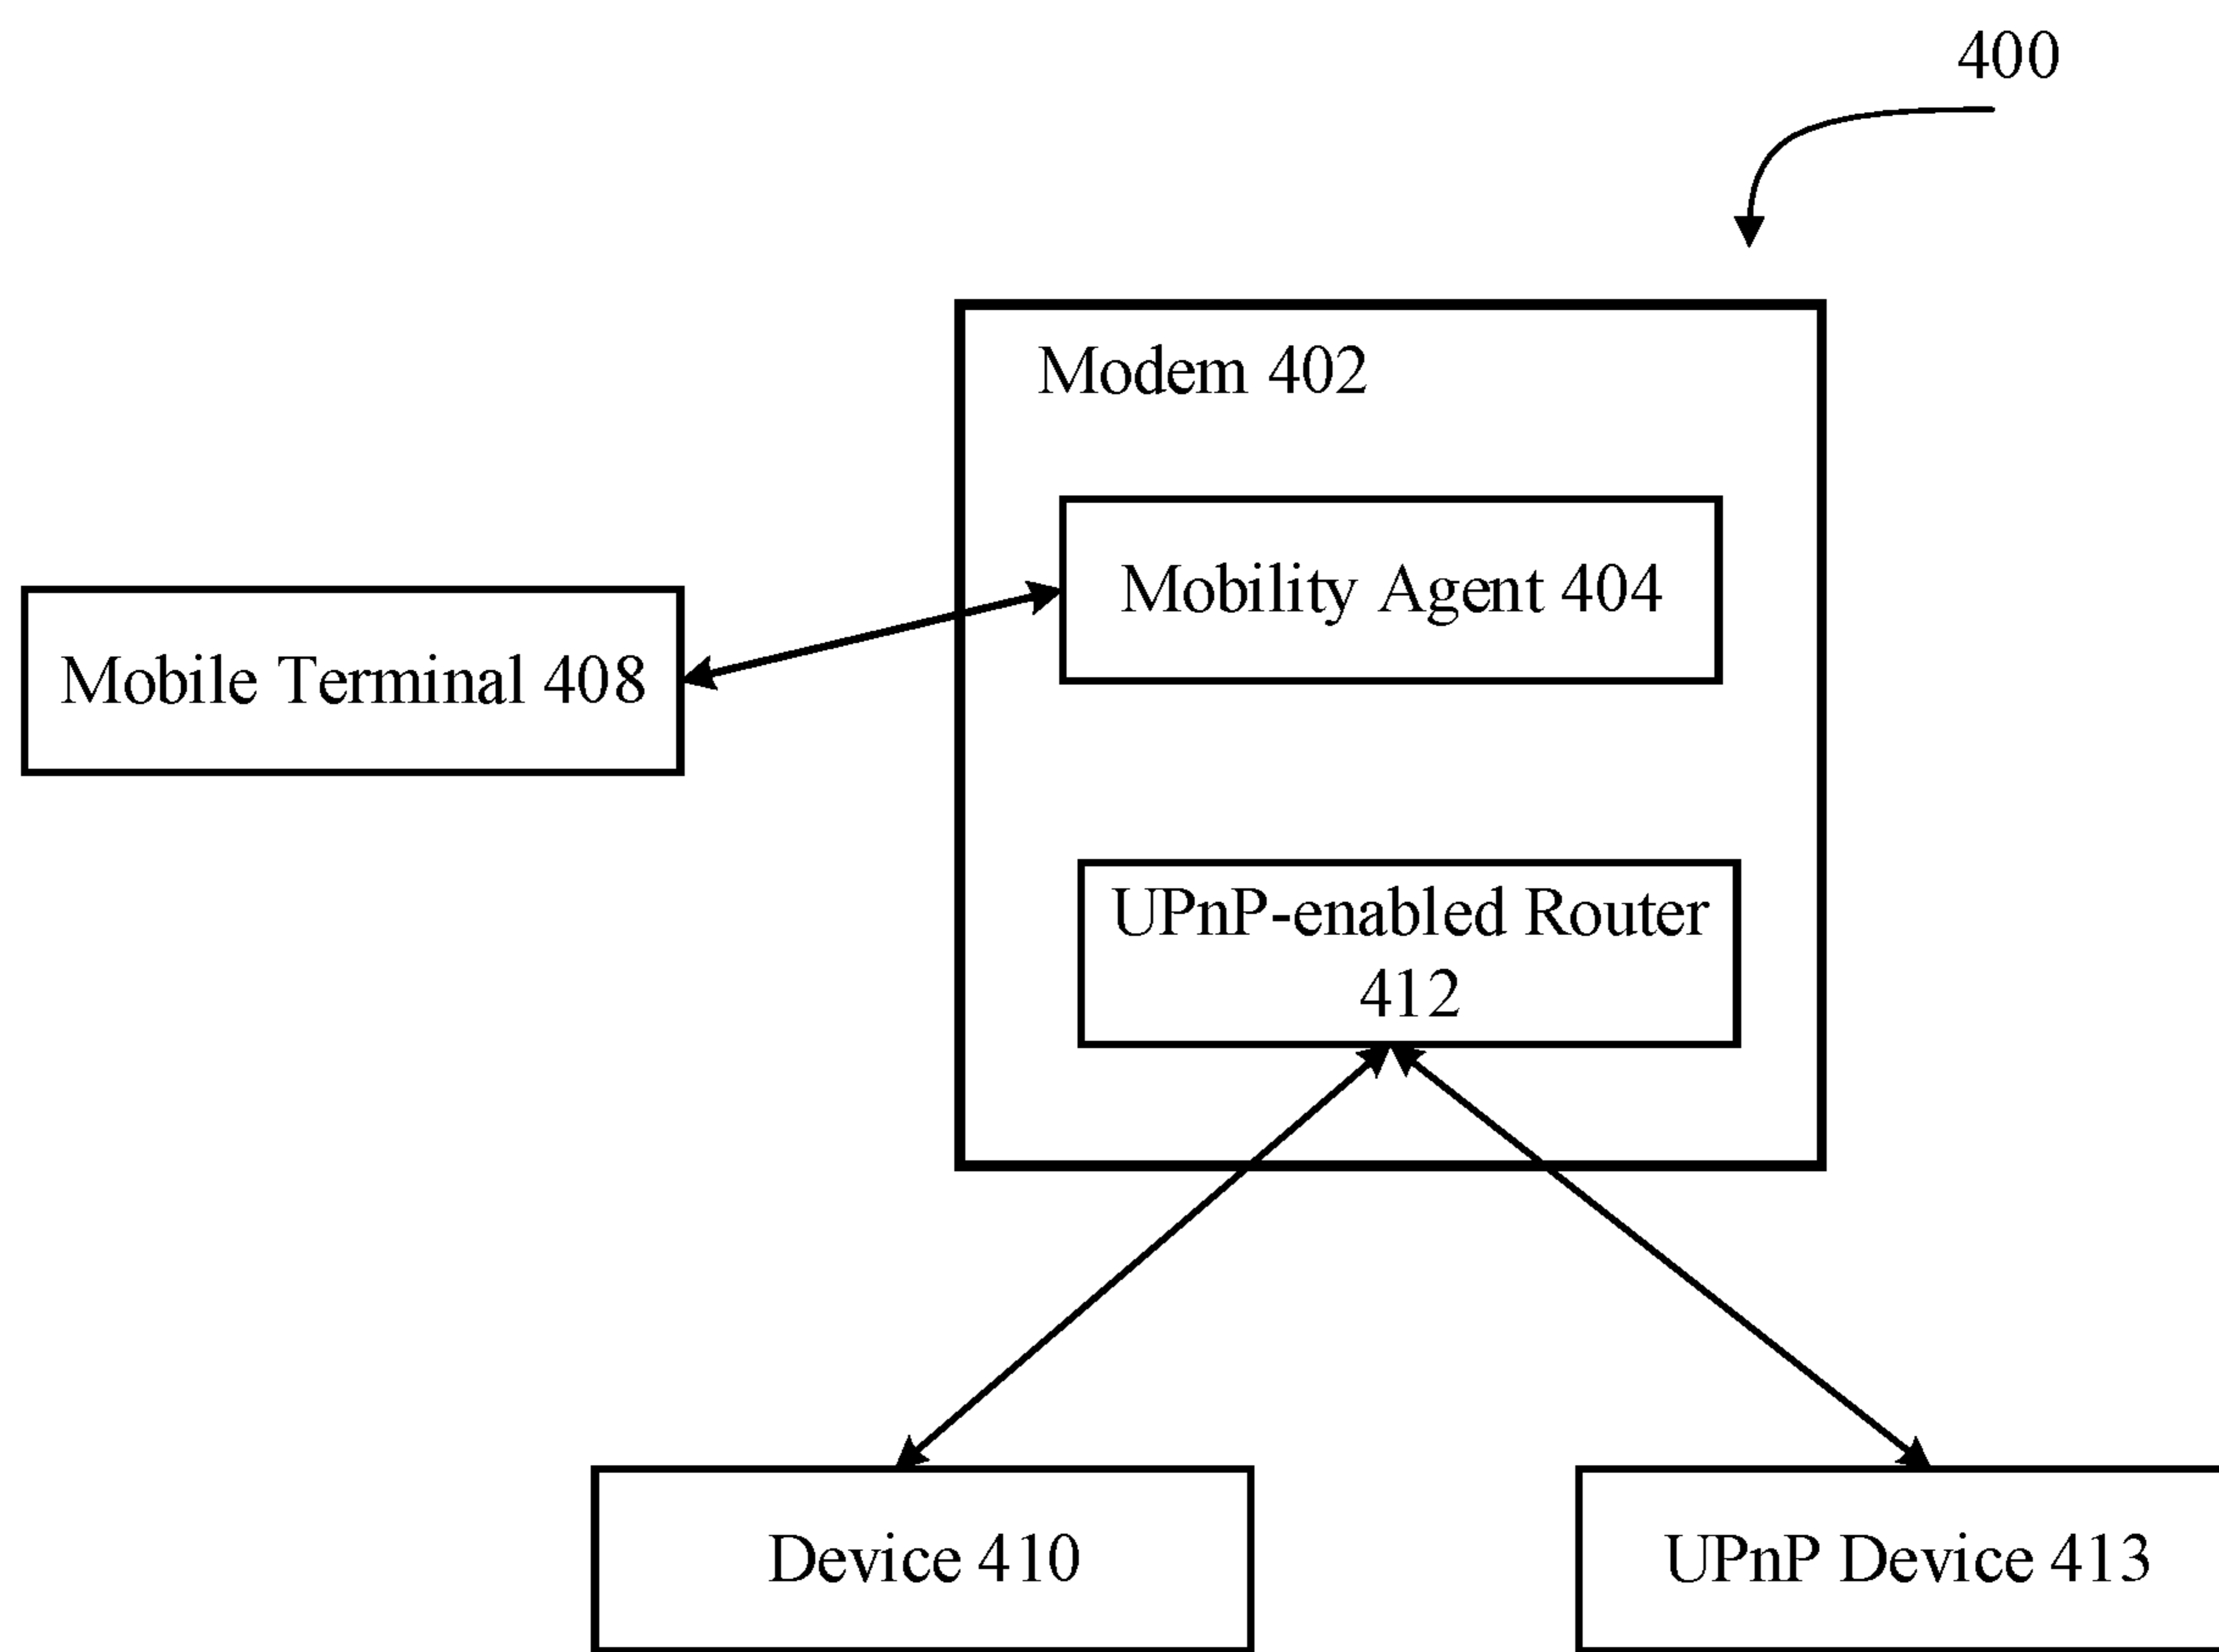 400
Modem 402
Mobility Agent 404
Mobile Terminal 408
UPnP-enabled Router
412
Device 410
UPnP Device 413